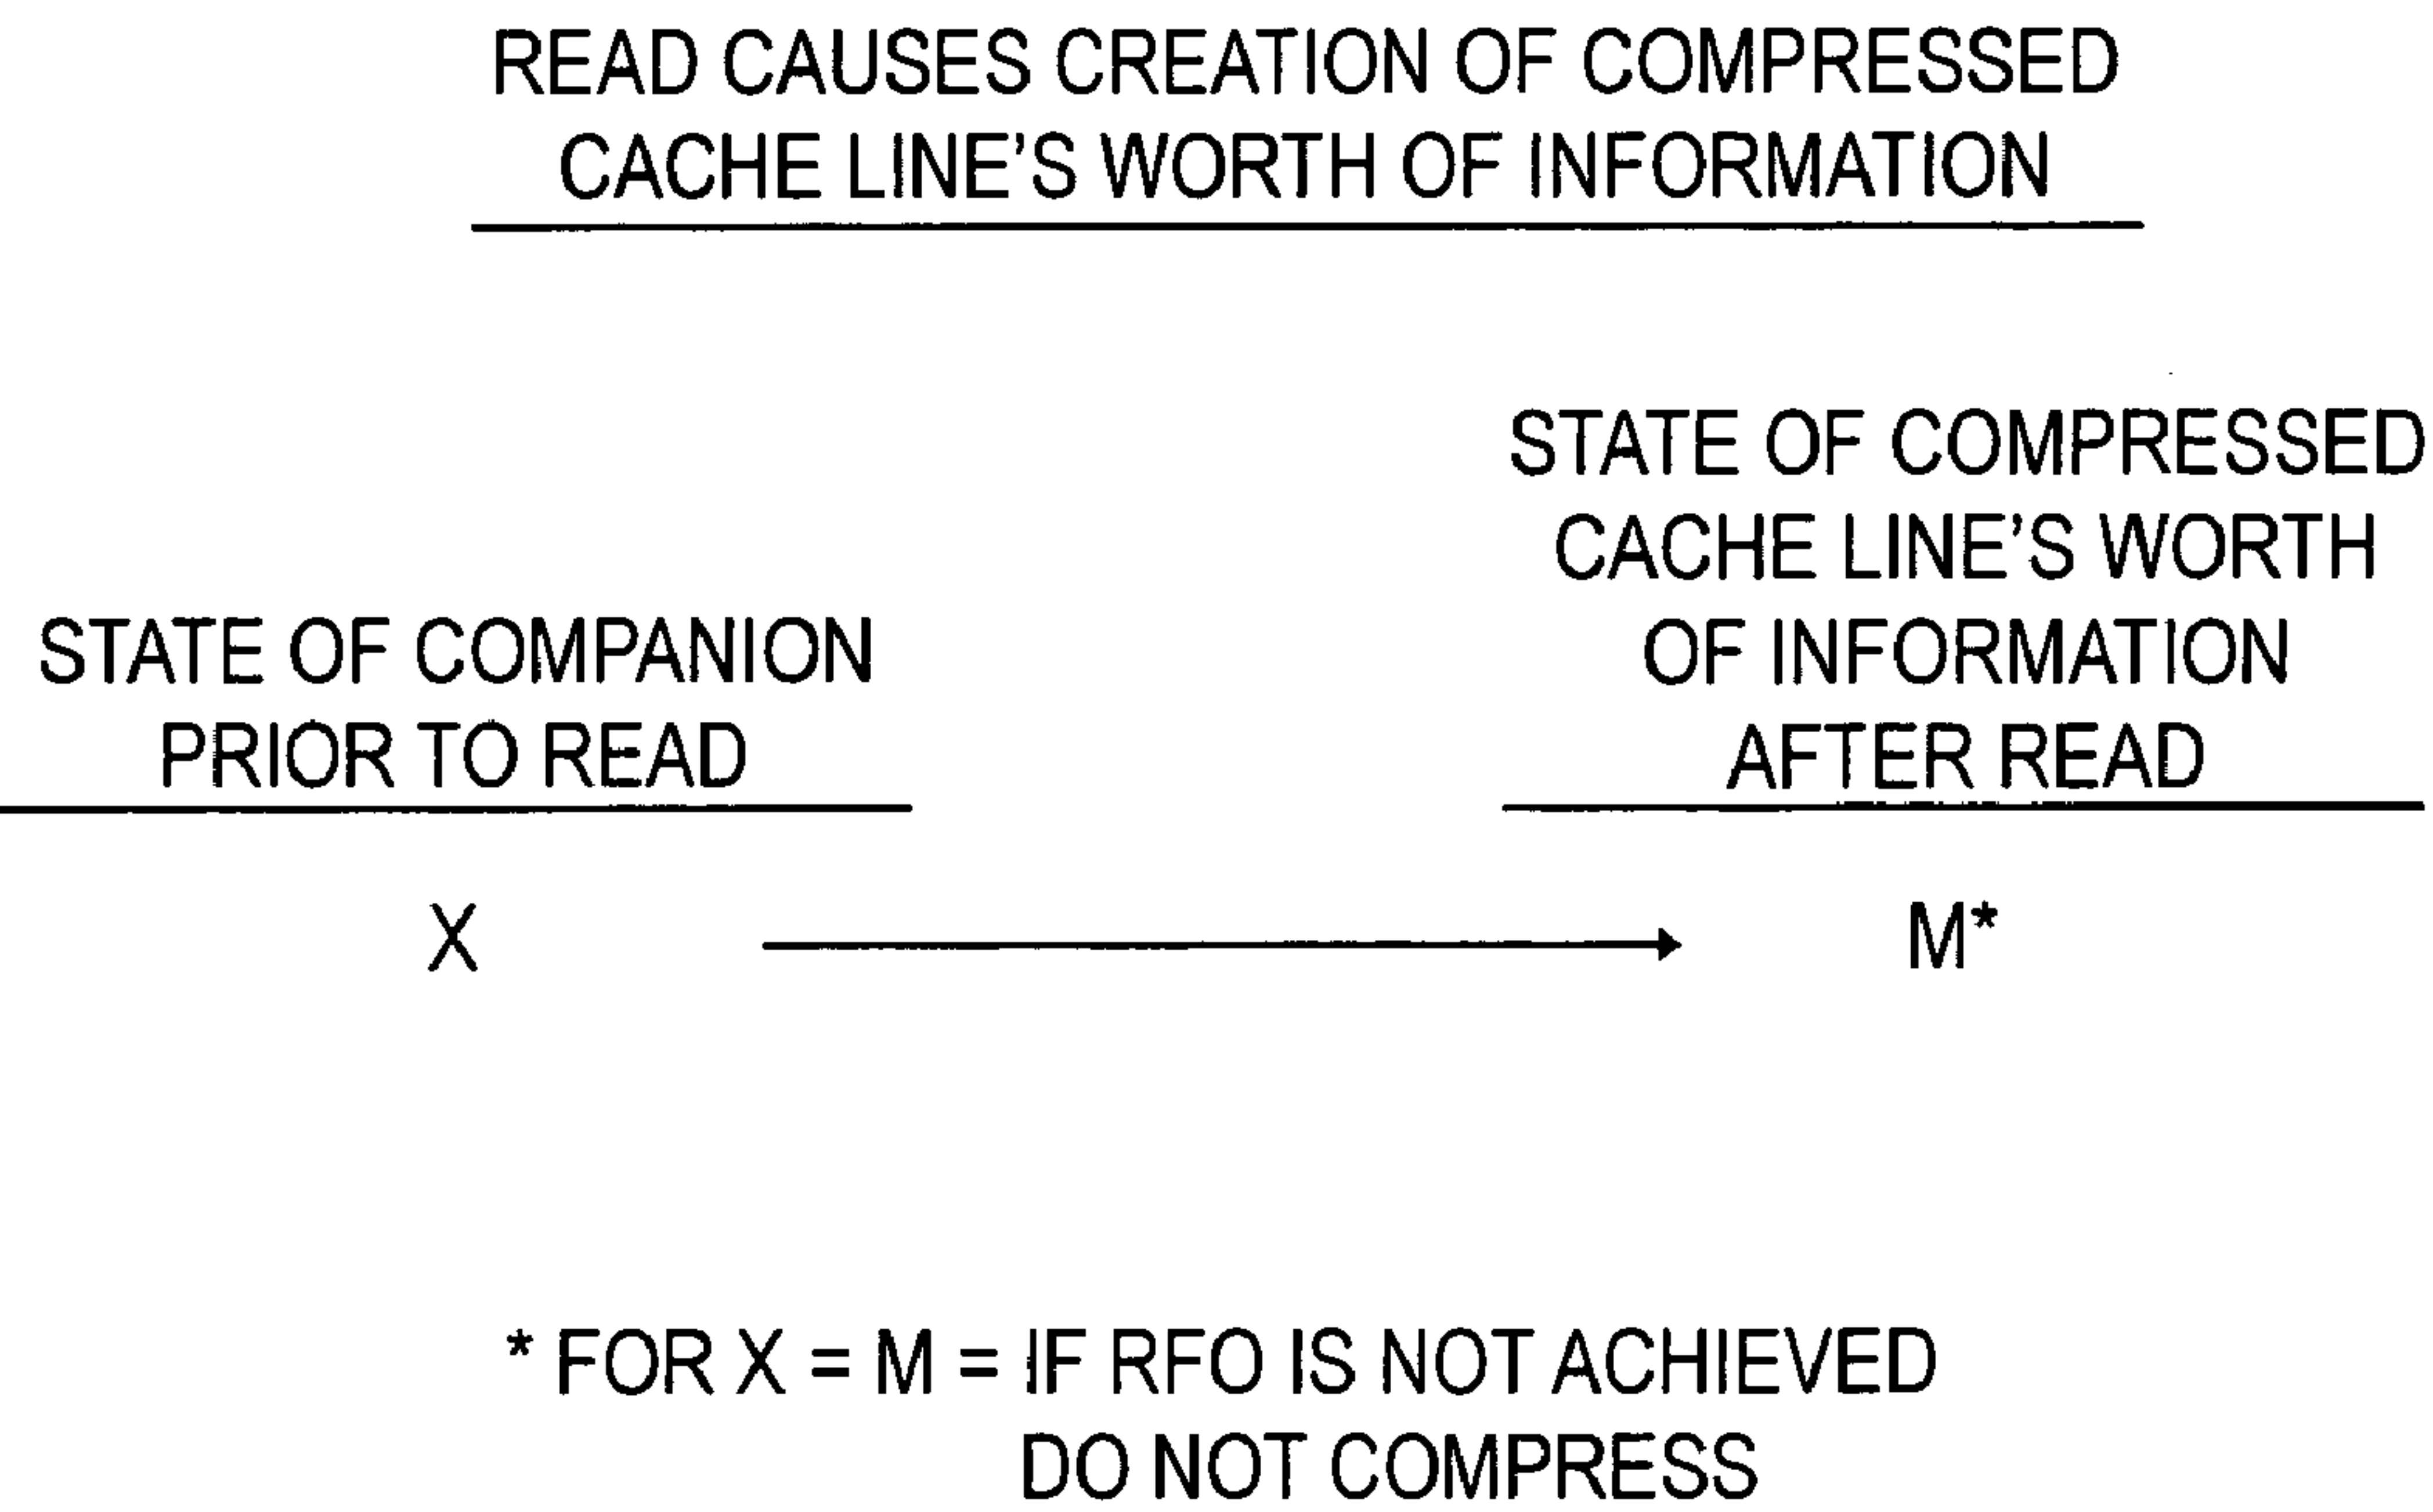 READ CAUSES CREATION OF COMPRESSED
CACHE LINE'S WORTH OF INFORMATION
STATE OF COMPANION
PRIOR TO READ
STATE OF COMPRESSED
CACHE LINE'S WORTH
OF INFORMATION
AFTER READ
X
M*
* FOR X = M = IF RFO IS NOT ACHIEVED
DO NOT COMPRESS